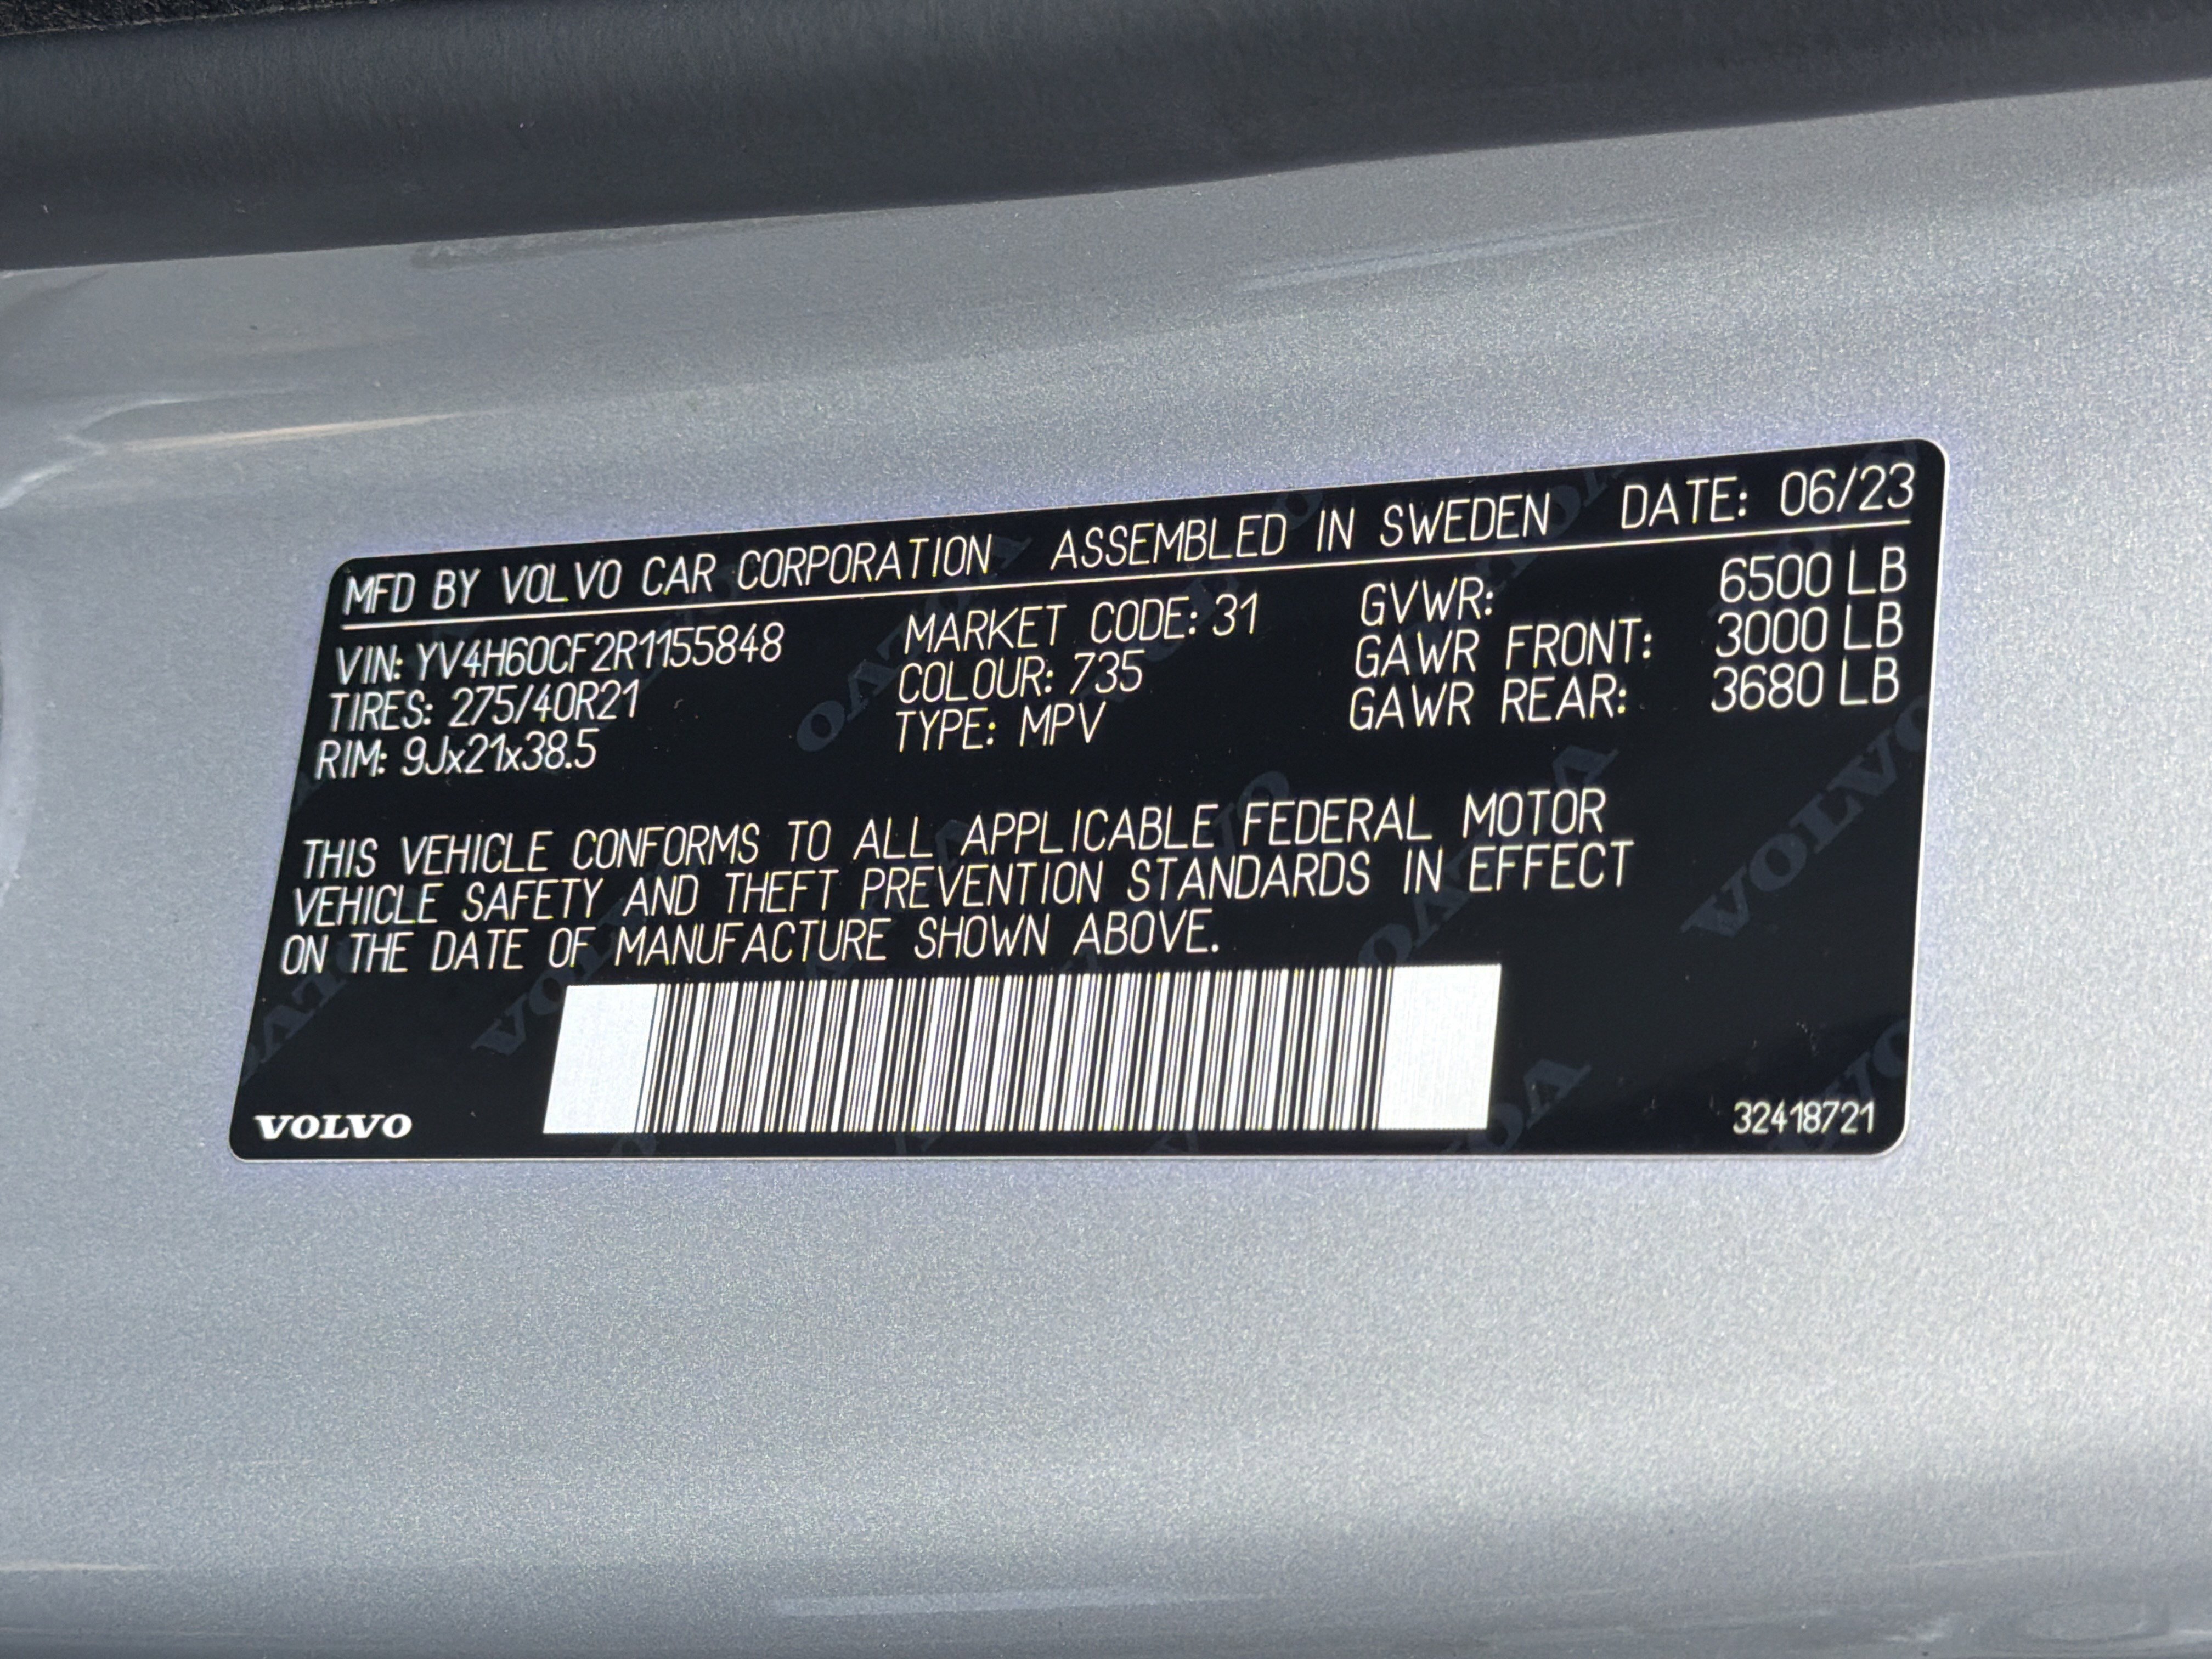 MFD BY VOLVO CAR CORPORATION ASSEMBLED IN SWEDEN DATE: 06/23
VIN: YV4H60CF2R1155848 MARKET CODE: 31 GVWR: 6500 LB
TIRES: 275/40R21 COLOUR: 735 GAWR FRONT: 3000 LB
RIM: 9Jx21x38.5 TYPE: MPV GAWR REAR: 3680 LB
THIS VEHICLE CONFORMS TO ALL APPLICABLE FEDERAL MOTOR
VEHICLE SAFETY AND THEFT PREVENTION STANDARDS IN EFFECT
ON THE DATE OF MANUFACTURE SHOWN ABOVE.
VOLVO 32418721